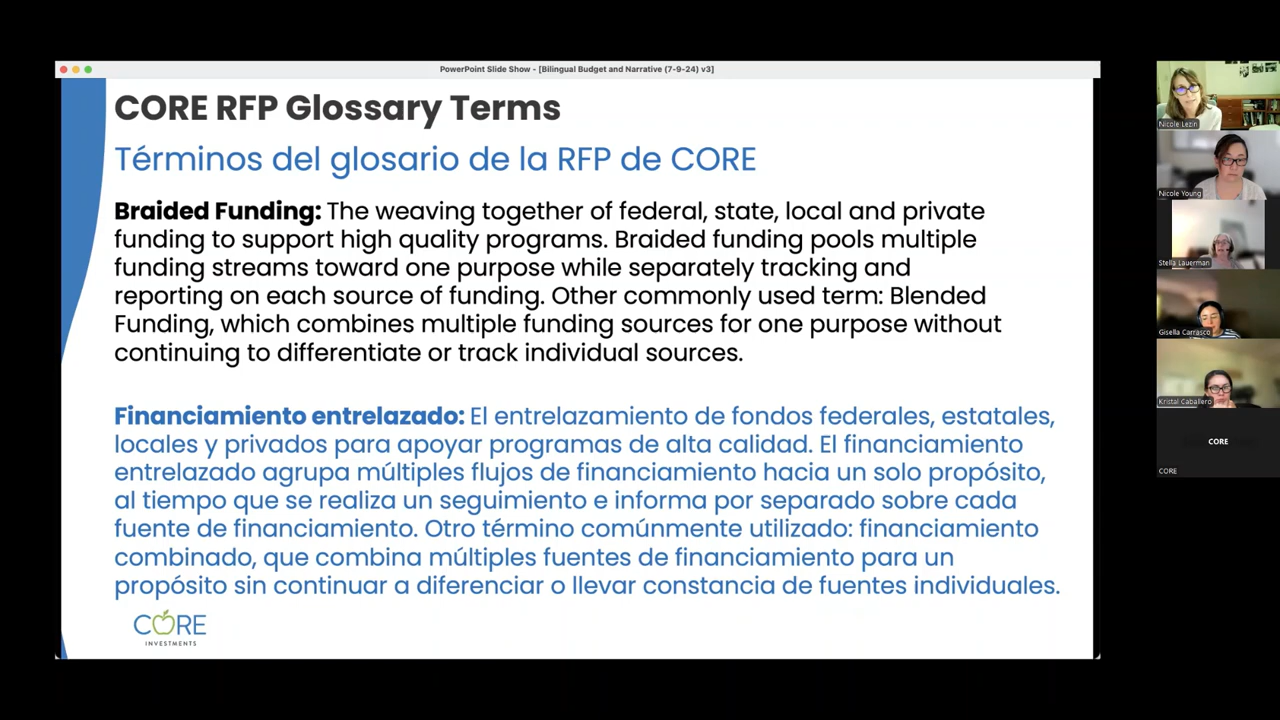 PowerPoint Slide Show - [Bilingual Budget and Narrative (7-9-24) v3]
CORE RFP Glossary Terms
Términos del glosario de la RFP de CORE
Braided Funding: The weaving together of federal, state, local and private
funding to support high quality programs. Braided funding pools multiple
funding streams toward one purpose while separately tracking and
reporting on each source of funding. Other commonly used term: Blended
Funding, which combines multiple funding sources for one purpose without
continuing to differentiate or track individual sources.
Financiamiento entrelazado: El entrelazamiento de fondos federales, estatales,
locales y privados para apoyar programas de alta calidad. El financiamiento
entrelazado agrupa múltiples flujos de financiamiento hacia un solo propósito,
al tiempo que se realiza un seguimiento e informa por separado sobre cada
fuente de financiamiento. Otro término comúnmente utilizado: financiamiento
combinado, que combina múltiples fuentes de financiamiento para un
propósito sin continuar a diferenciar o llevar constancia de fuentes individuales.
CORE
INVESTMENTS
Nicole Lezin
Nicole Young
Stella Lauerman
Gisella Carrasco
Kristal Caballero
CORE
CORE